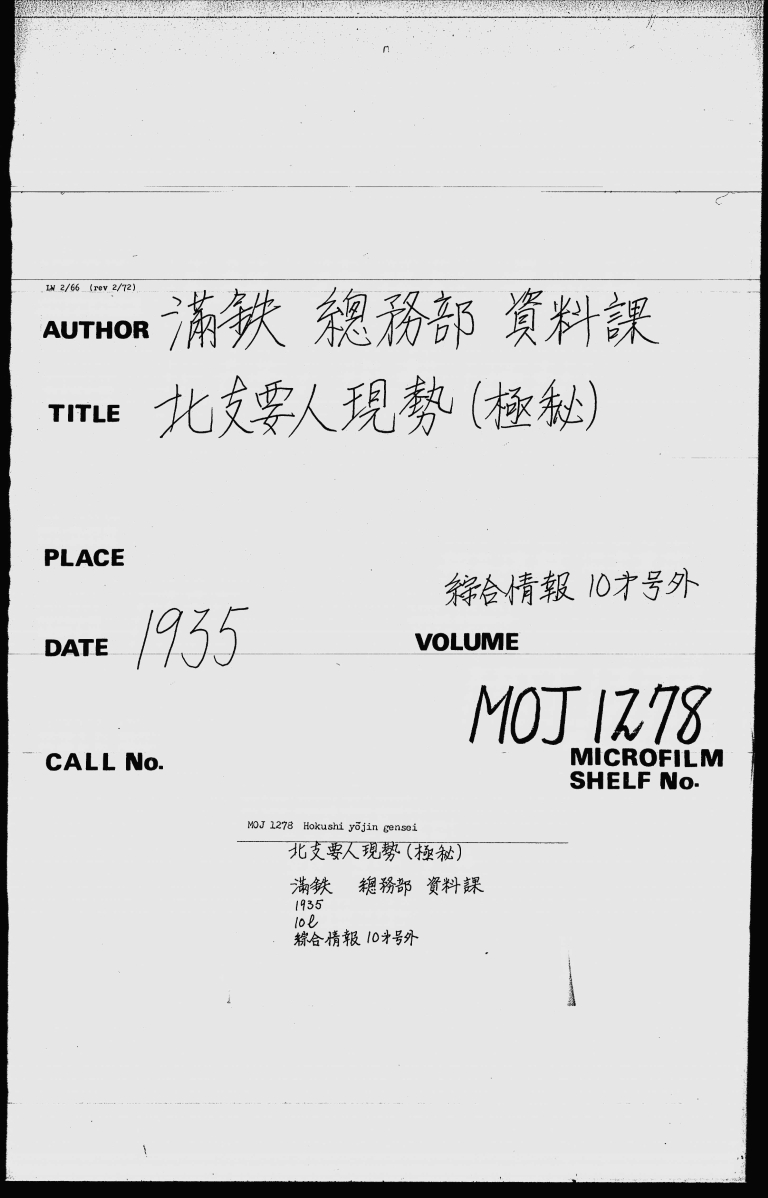 LW 2/66 (rev 2/72)
AUTHOR 満鉄 總務部 資料課
TITLE 北支要人現勢 (極秘)
PLACE
綜合情報 10才号外
DATE 1935
VOLUME
MOJ 1278
CALL No.
MICROFILM
SHELF No.
MOJ 1278 Hokushi yōjin gensei
北支要人現勢 (極秘)
満鉄 總務部 資料課
1935
10ℓ
綜合情報 10才号外